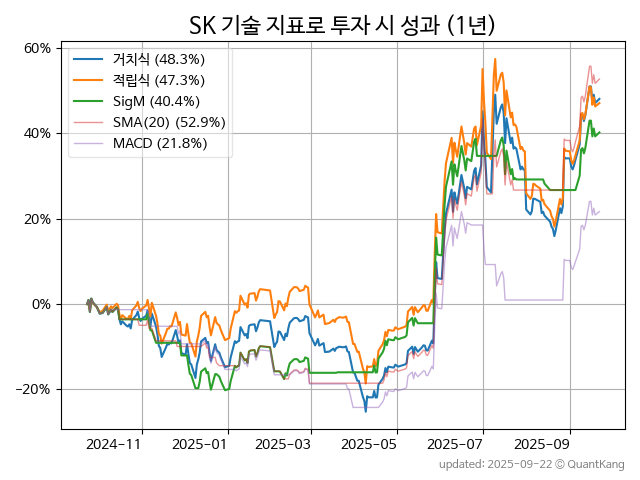 SK 기술 지표로 투자 시 성과 (1년)
60%
40%
20%
0%
−20%
거치식 (48.3%)
적립식 (47.3%)
SigM (40.4%)
SMA(20) (52.9%)
MACD (21.8%)
2024-11
2025-01
2025-03
2025-05
2025-07
2025-09
updated: 2025-09-22 © QuantKang